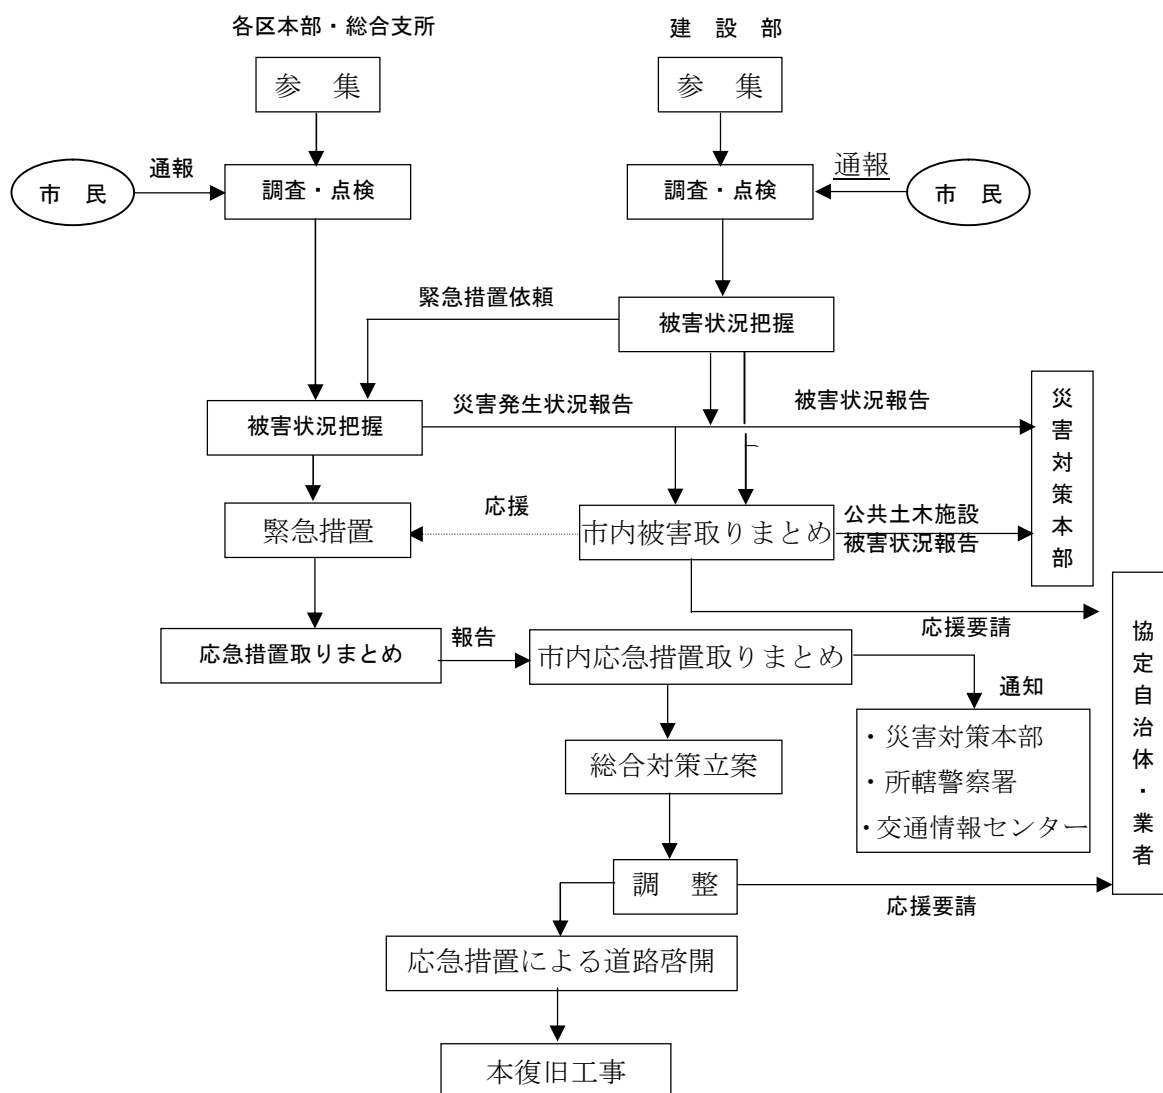 各区本部・総合支所
建　設　部
参　集
参　集
通報
通報
市　民
調査・点検
調査・点検
市　民
緊急措置依頼
被害状況把握
災害発生状況報告
被害状況報告
被害状況把握
災害対策本部
緊急措置
応援
市内被害取りまとめ
公共土木施設
被害状況報告
応援要請
協定自治体・業者
応急措置取りまとめ
報告
市内応急措置取りまとめ
通知
・災害対策本部
・所轄警察署
・交通情報センター
総合対策立案
調　整
応援要請
応急措置による道路啓開
本復旧工事